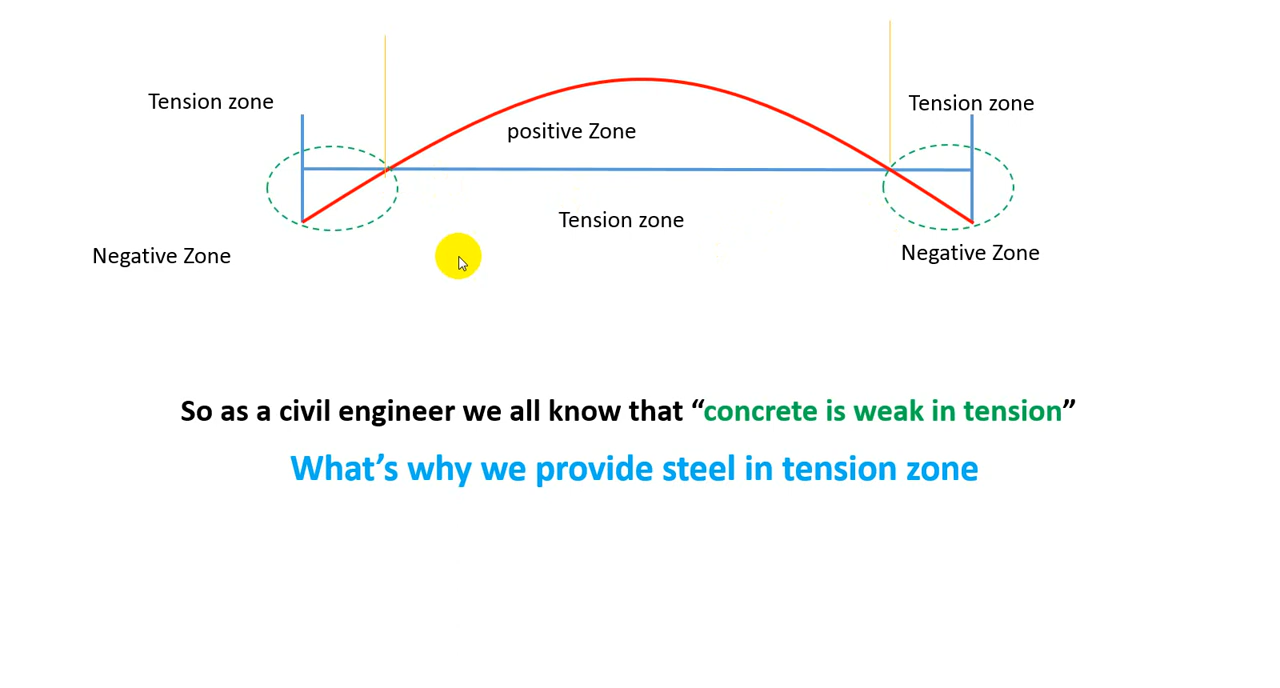 Tension zone
Tension zone
positive Zone
Tension zone
Negative Zone
Negative Zone
So as a civil engineer we all know that “concrete is weak in tension”
What’s why we provide steel in tension zone